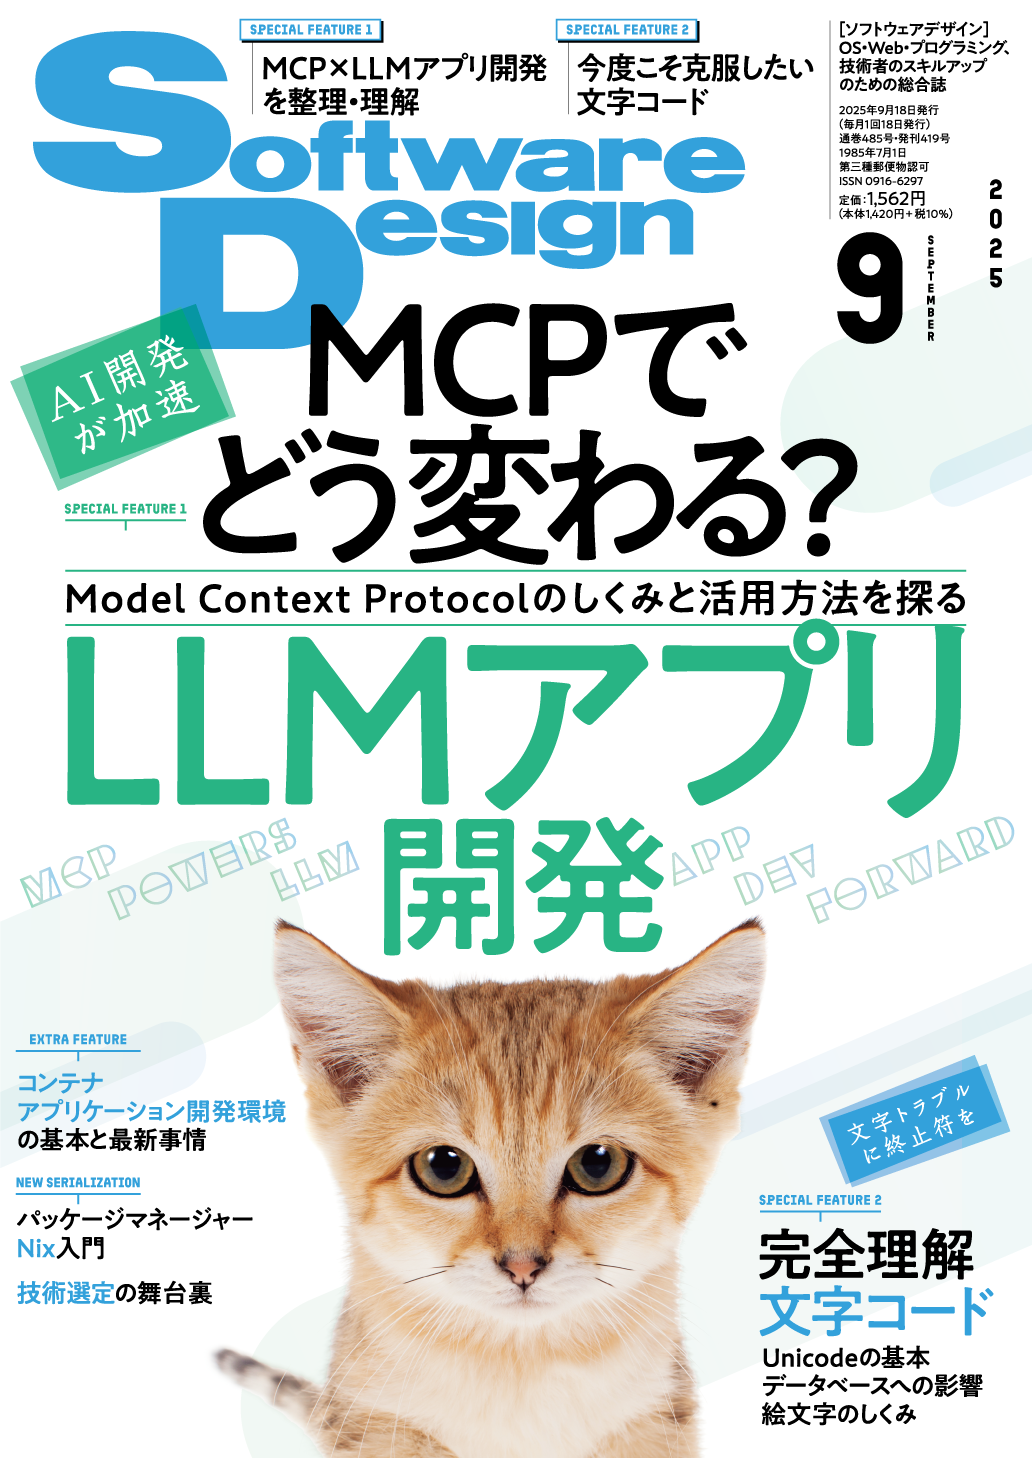 SPECIAL FEATURE 1
MCP×LLMアプリ開発
を整理・理解
SPECIAL FEATURE 2
今度こそ克服したい
文字コード
[ソフトウェアデザイン]
OS・Web・プログラミング、
技術者のスキルアップ
のための総合誌
2025年9月18日発行
(毎月1回18日発行)
通巻485号・発刊419号
1985年7月1日
第三種郵便物認可
ISSN 0916-6297
定価：1,562円
(本体1,420円＋税10%)
2025
9
SEPTEMBER
Software
Design
AI開発
が加速
SPECIAL FEATURE 1
MCPで
どう変わる?
Model Context Protocolのしくみと活用方法を探る
LLMアプリ
開発
MCP
POWERS
LLM
APP
DEV
FORWARD
EXTRA FEATURE
コンテナ
アプリケーション開発環境
の基本と最新事情
NEW SERIALIZATION
パッケージマネージャー
Nix入門
技術選定の舞台裏
文字トラブル
に終止符を
SPECIAL FEATURE 2
完全理解
文字コード
Unicodeの基本
データベースへの影響
絵文字のしくみ